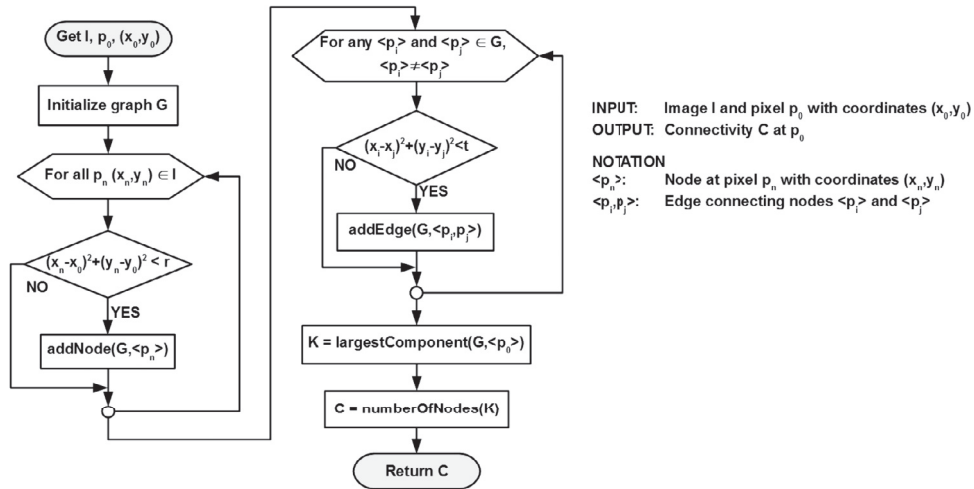 Get I, p₀, (x₀,y₀)
Initialize graph G
For all pₙ (xₙ,yₙ) ∈ I
(xₙ-x₀)²+(yₙ-y₀)² < r
NO
YES
addNode(G,<pₙ>)
For any <pᵢ> and <pⱼ> ∈ G,
<pᵢ>≠<pⱼ>
(xᵢ-xⱼ)²+(yᵢ-yⱼ)²<t
NO
YES
addEdge(G,<pᵢ,pⱼ>)
K = largestComponent(G,<p₀>)
C = numberOfNodes(K)
Return C
INPUT: Image I and pixel p₀ with coordinates (x₀,y₀)
OUTPUT: Connectivity C at p₀
NOTATION
<pₙ>: Node at pixel pₙ with coordinates (xₙ,yₙ)
<pᵢ,pⱼ>: Edge connecting nodes <pᵢ> and <pⱼ>